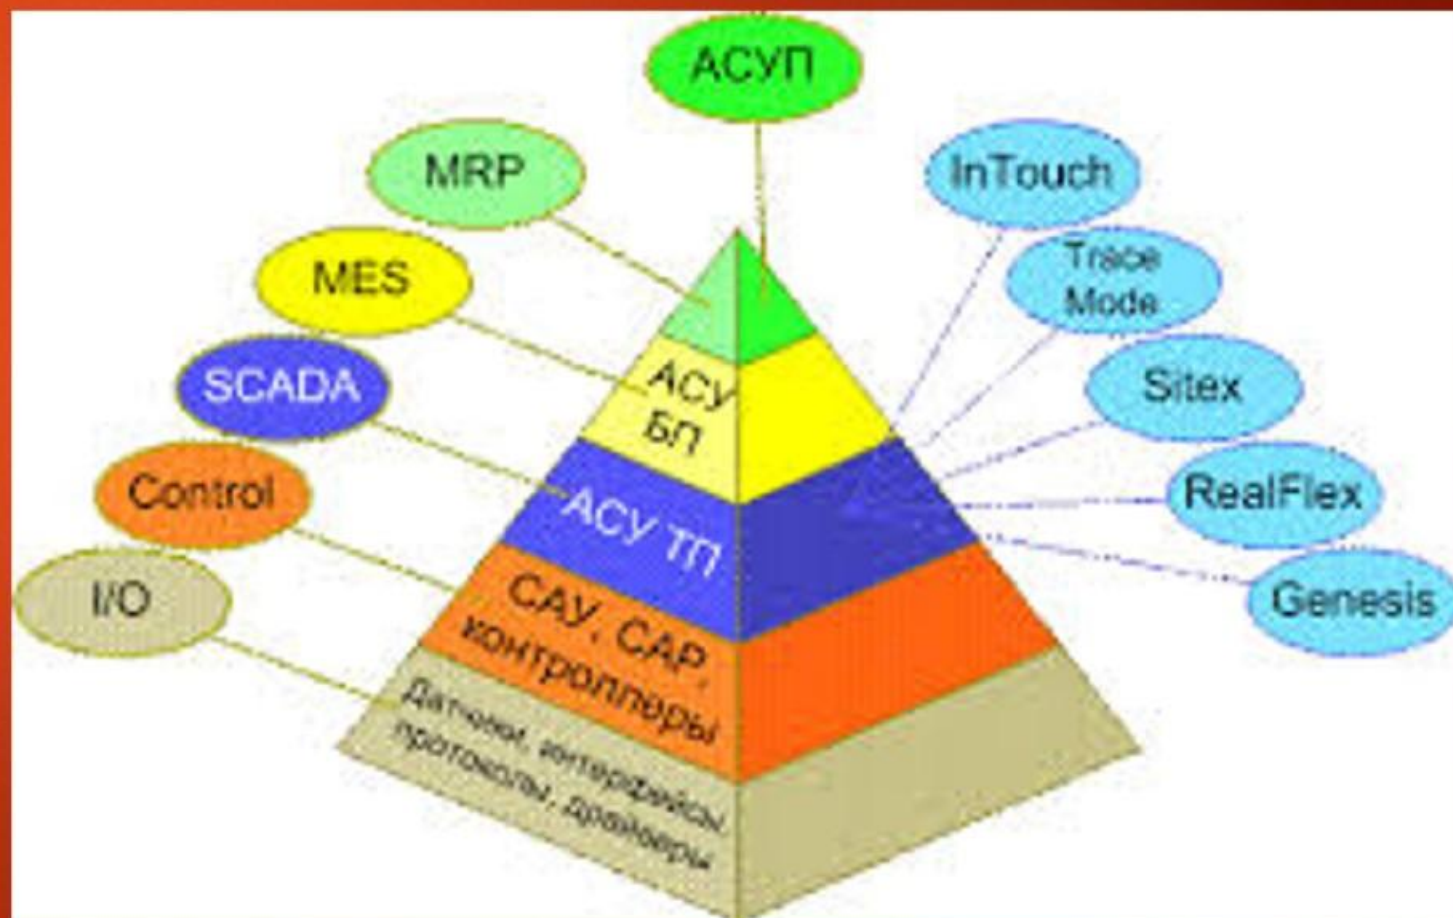 АСУП
MRP
MES
SCADA
Control
I/O
InTouch
Trace
Mode
Sitex
RealFlex
Genesis
АСУ
БП
АСУ ТП
САУ, САР,
контроллеры
Датчики, интерфейсы,
протоколы, драйверы